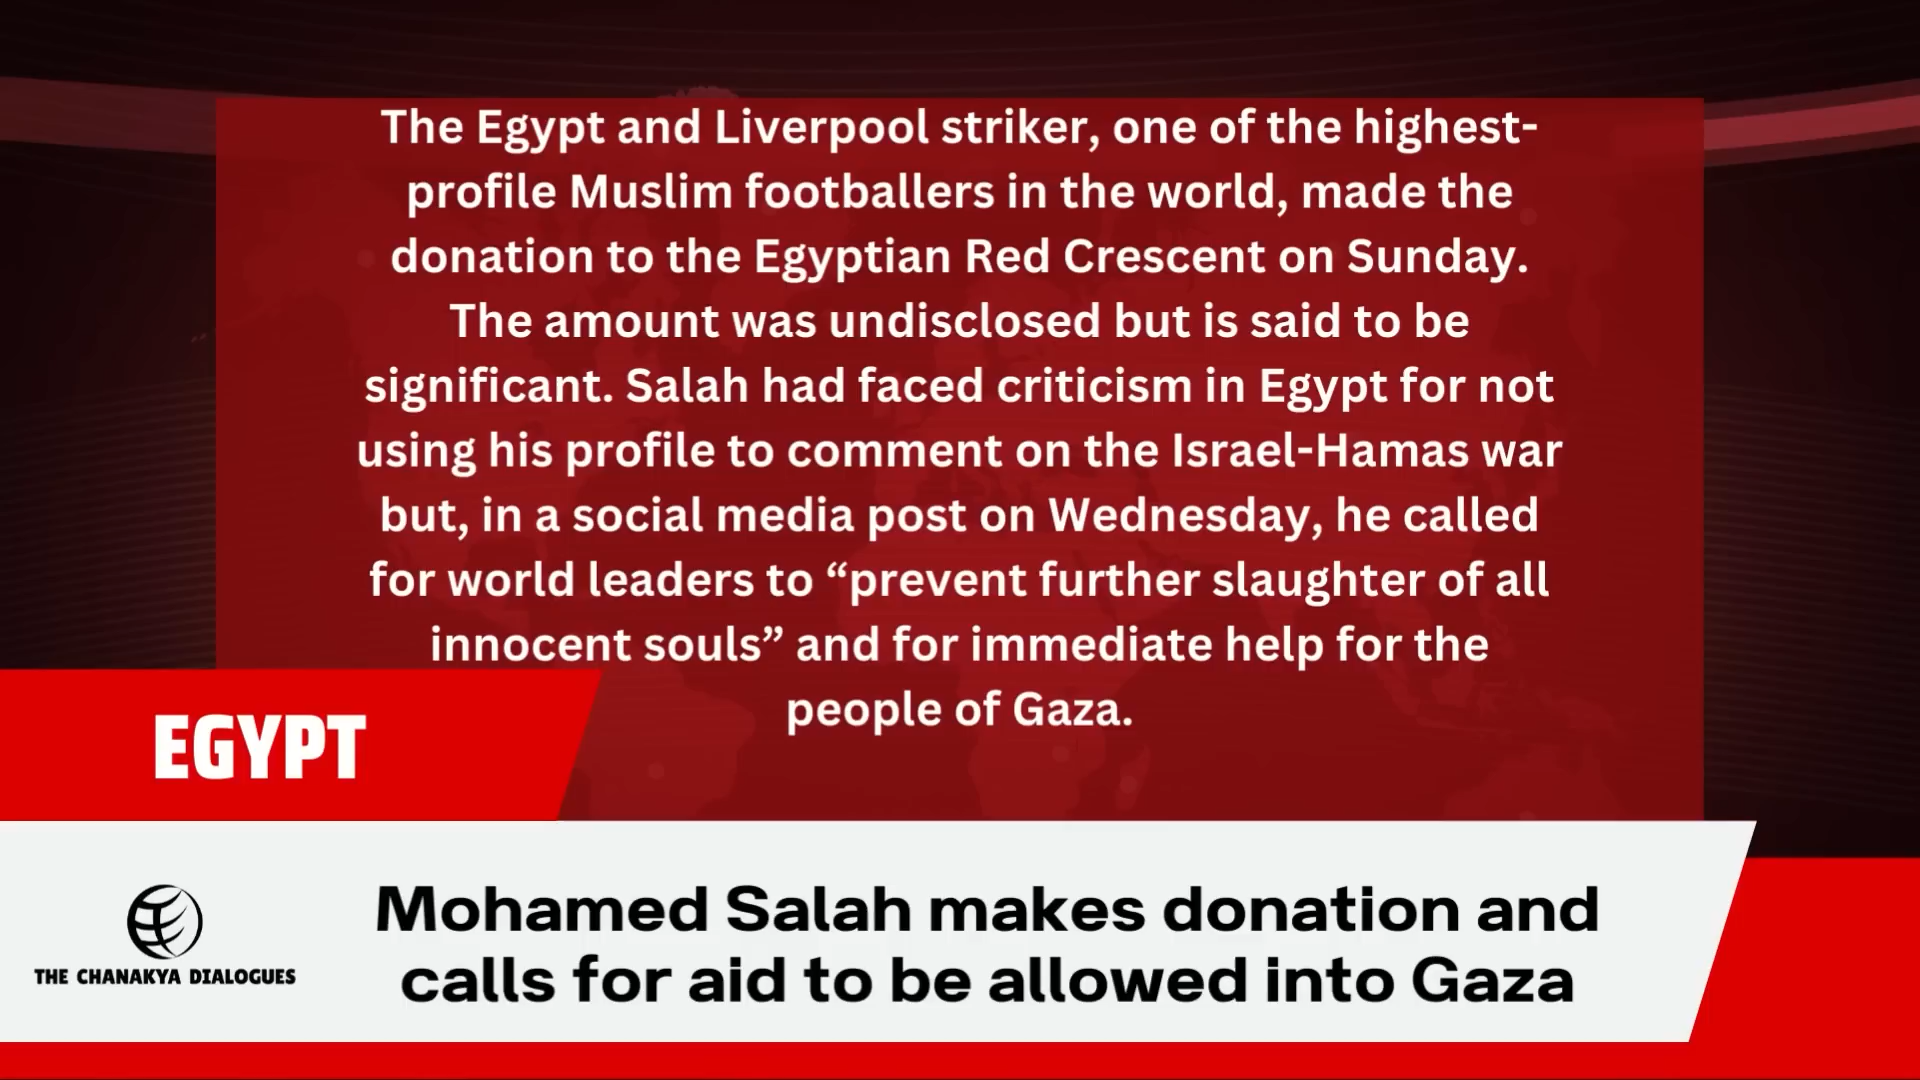 The Egypt and Liverpool striker, one of the highest-
profile Muslim footballers in the world, made the
donation to the Egyptian Red Crescent on Sunday.
The amount was undisclosed but is said to be
significant. Salah had faced criticism in Egypt for not
using his profile to comment on the Israel-Hamas war
but, in a social media post on Wednesday, he called
for world leaders to “prevent further slaughter of all
innocent souls” and for immediate help for the
people of Gaza.
EGYPT
THE CHANAKYA DIALOGUES
Mohamed Salah makes donation and
calls for aid to be allowed into Gaza